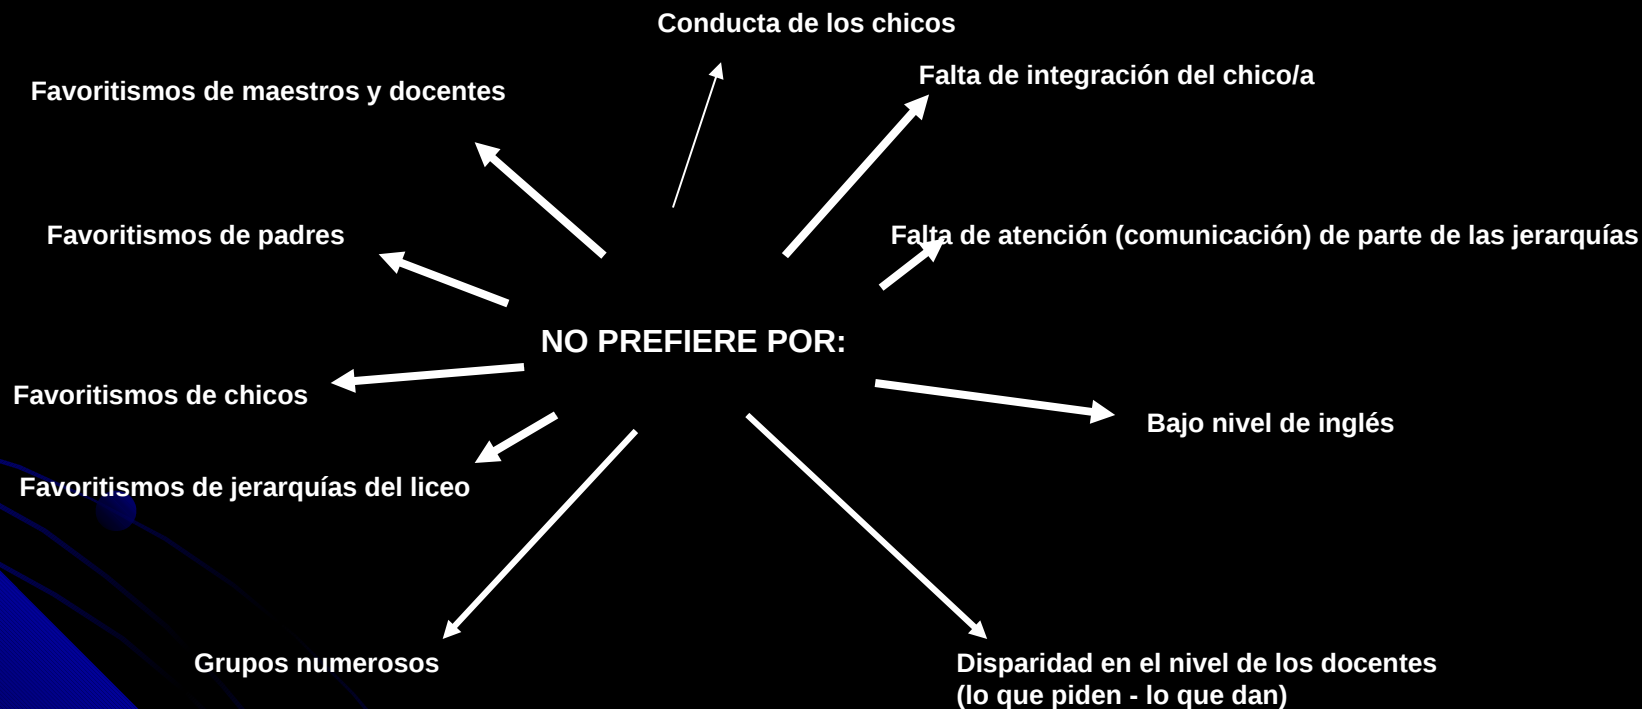 Conducta de los chicos
Falta de integración del chico/a
Favoritismos de maestros y docentes
Favoritismos de padres
Falta de atención (comunicación) de parte de las jerarquías
NO PREFIERE POR:
Favoritismos de chicos
Bajo nivel de inglés
Favoritismos de jerarquías del liceo
Grupos numerosos
Disparidad en el nivel de los docentes
(lo que piden - lo que dan)